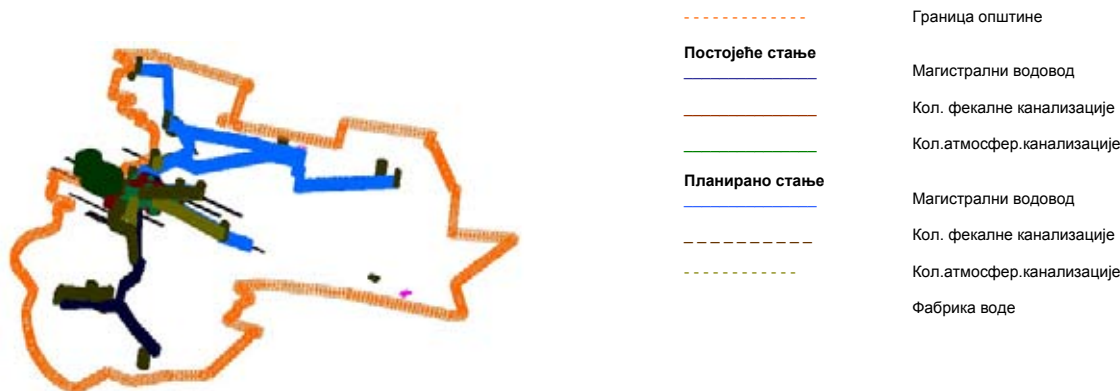 Граница општине
Постојеће стање
Магистрални водовод
Кол. фекалне канализације
Кол.атмосфер.канализације
Планирано стање
Магистрални водовод
Кол. фекалне канализације
Кол.атмосфер.канализације
Фабрика воде